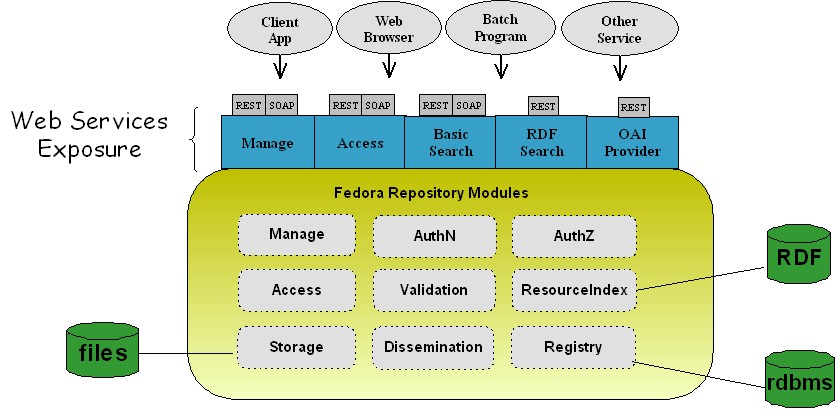 Client
App
Web
Browser
Batch
Program
Other
Service
REST SOAP
REST SOAP
REST SOAP
REST
REST
Web Services
Exposure
Manage
Access
Basic
Search
RDF
Search
OAI
Provider
Fedora Repository Modules
Manage
AuthN
AuthZ
Access
Validation
ResourceIndex
Storage
Dissemination
Registry
RDF
files
rdbms